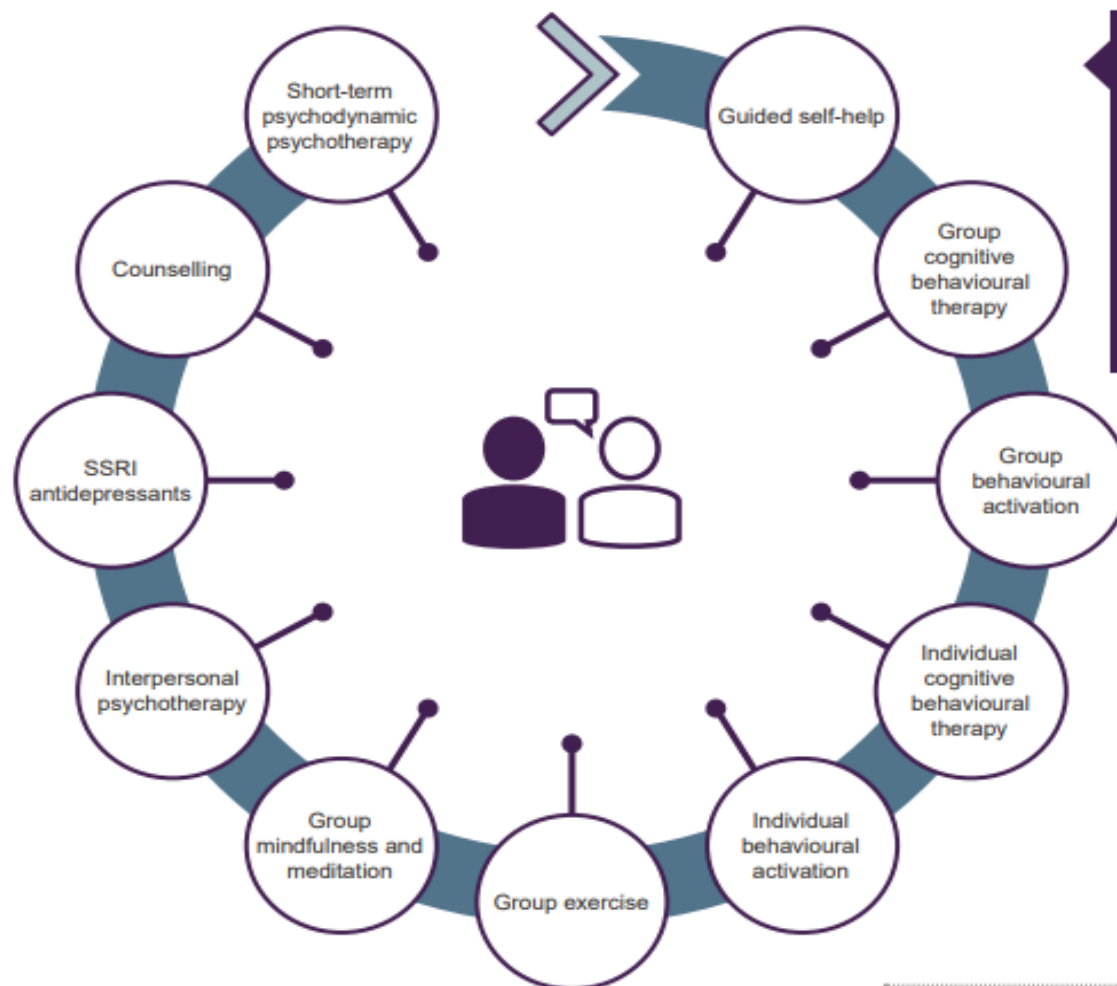 Guided self-help
Group
cognitive
behavioural
therapy
Group
behavioural
activation
Individual
cognitive
behavioural
therapy
Individual
behavioural
activation
Group exercise
Group
mindfulness and
meditation
Interpersonal
psychotherapy
SSRI
antidepressants
Counselling
Short-term
psychodynamic
psychotherapy